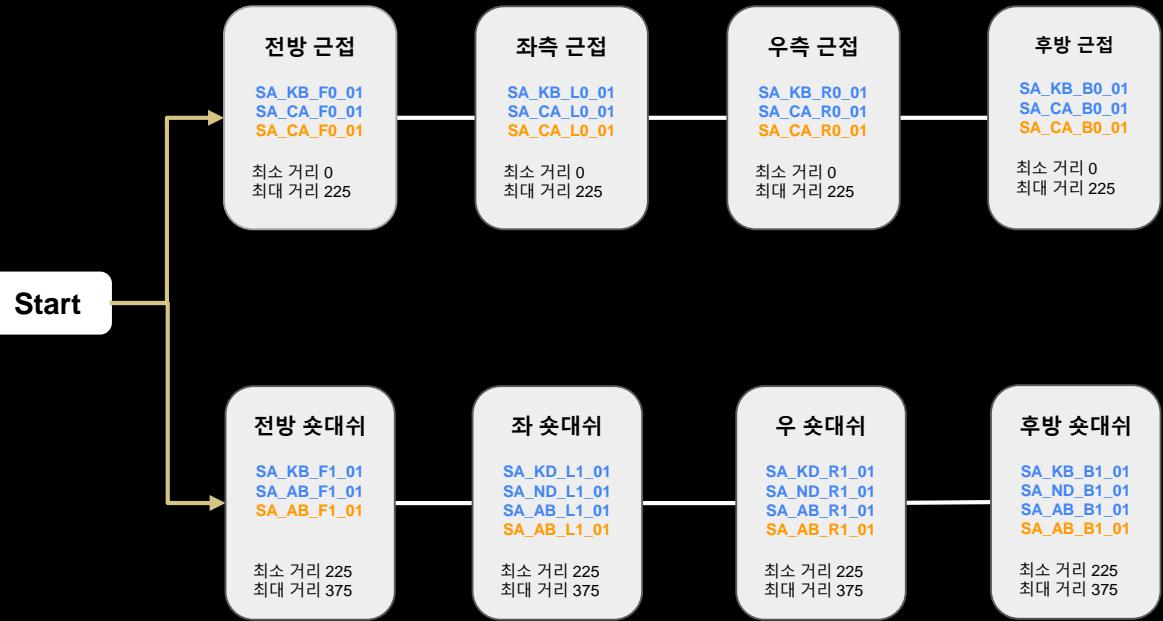 전방 근접
SA_KB_F0_01
SA_CA_F0_01
SA_CA_F0_01
최소 거리 0
최대 거리 225
좌측 근접
SA_KB_L0_01
SA_CA_L0_01
SA_CA_L0_01
최소 거리 0
최대 거리 225
우측 근접
SA_KB_R0_01
SA_CA_R0_01
SA_CA_R0_01
최소 거리 0
최대 거리 225
후방 근접
SA_KB_B0_01
SA_CA_B0_01
SA_CA_B0_01
최소 거리 0
최대 거리 225
Start
전방 숏대쉬
SA_KB_F1_01
SA_AB_F1_01
SA_AB_F1_01
최소 거리 225
최대 거리 375
좌 숏대쉬
SA_KD_L1_01
SA_ND_L1_01
SA_AB_L1_01
SA_AB_L1_01
최소 거리 225
최대 거리 375
우 숏대쉬
SA_KD_R1_01
SA_ND_R1_01
SA_AB_R1_01
SA_AB_R1_01
최소 거리 225
최대 거리 375
후방 숏대쉬
SA_KB_B1_01
SA_ND_B1_01
SA_AB_B1_01
SA_AB_B1_01
최소 거리 225
최대 거리 375